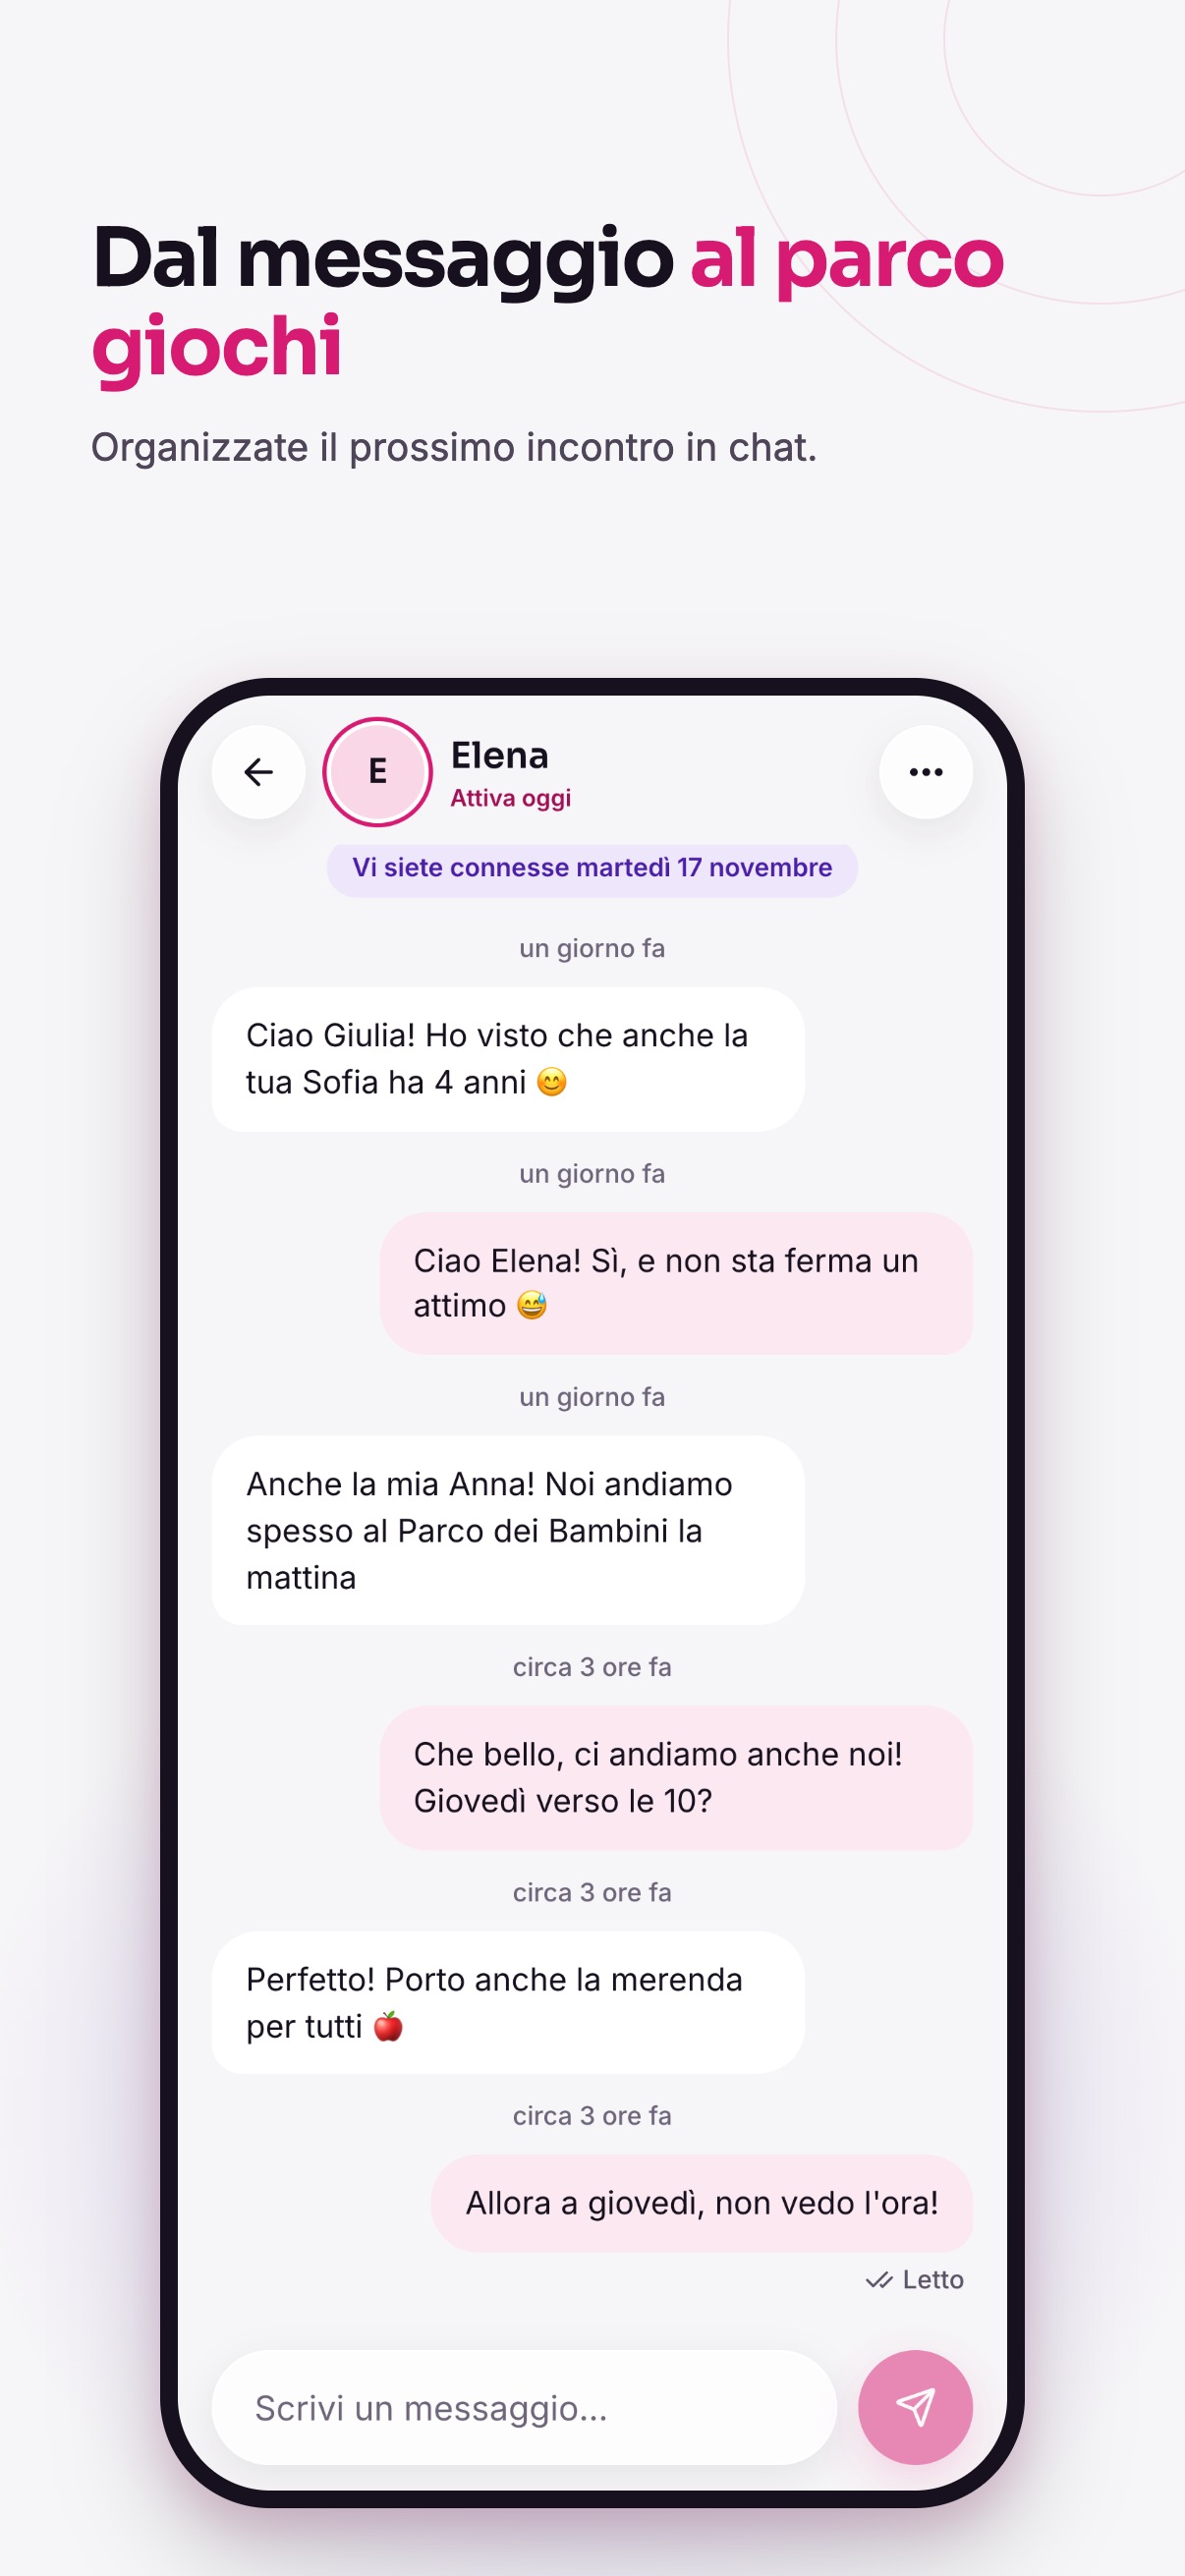 Dal messaggio al parco
giochi
Organizzate il prossimo incontro in chat.
E
Elena
Attiva oggi
Vi siete connesse martedì 17 novembre
un giorno fa
Ciao Giulia! Ho visto che anche la
tua Sofia ha 4 anni 😊
un giorno fa
Ciao Elena! Sì, e non sta ferma un
attimo 😅
un giorno fa
Anche la mia Anna! Noi andiamo
spesso al Parco dei Bambini la
mattina
circa 3 ore fa
Che bello, ci andiamo anche noi!
Giovedì verso le 10?
circa 3 ore fa
Perfetto! Porto anche la merenda
per tutti 🍎
circa 3 ore fa
Allora a giovedì, non vedo l'ora!
Letto
Scrivi un messaggio...